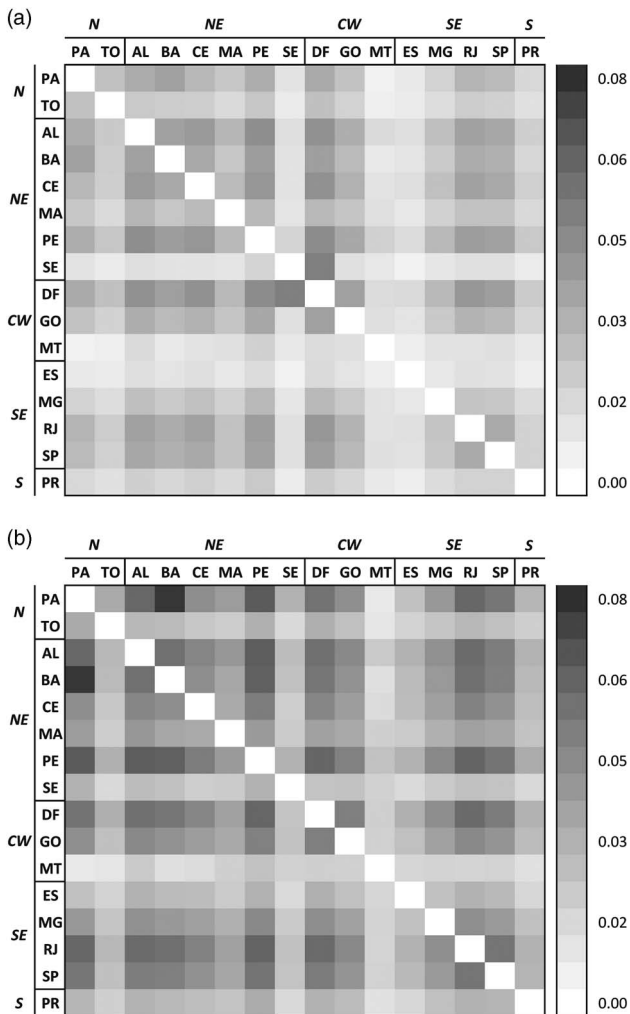 (a)
N NE CW SE S
PA TO AL BA CE MA PE SE DF GO MT ES MG RJ SP PR
N
PA
TO
NE
AL
BA
CE
MA
PE
SE
CW
DF
GO
MT
SE
ES
MG
RJ
SP
S PR
0.08
0.06
0.05
0.03
0.02
0.00
(b)
N NE CW SE S
PA TO AL BA CE MA PE SE DF GO MT ES MG RJ SP PR
N
PA
TO
NE
AL
BA
CE
MA
PE
SE
CW
DF
GO
MT
SE
ES
MG
RJ
SP
S PR
0.08
0.06
0.05
0.03
0.02
0.00